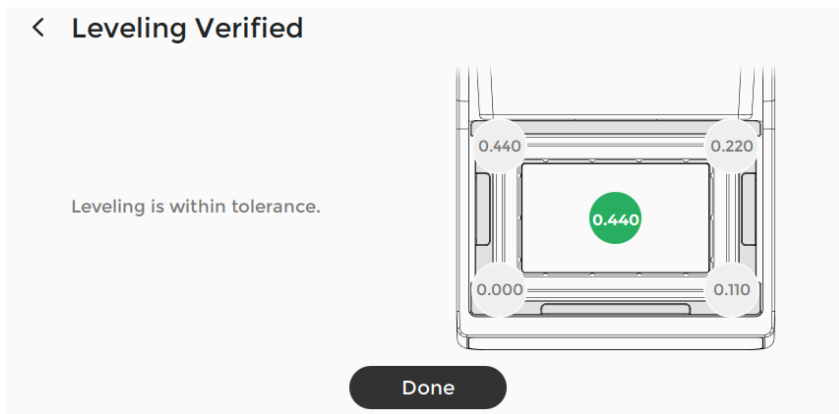 Leveling Verified
0.440
0.220
Leveling is within tolerance.
0.440
0.000
0.110
Done